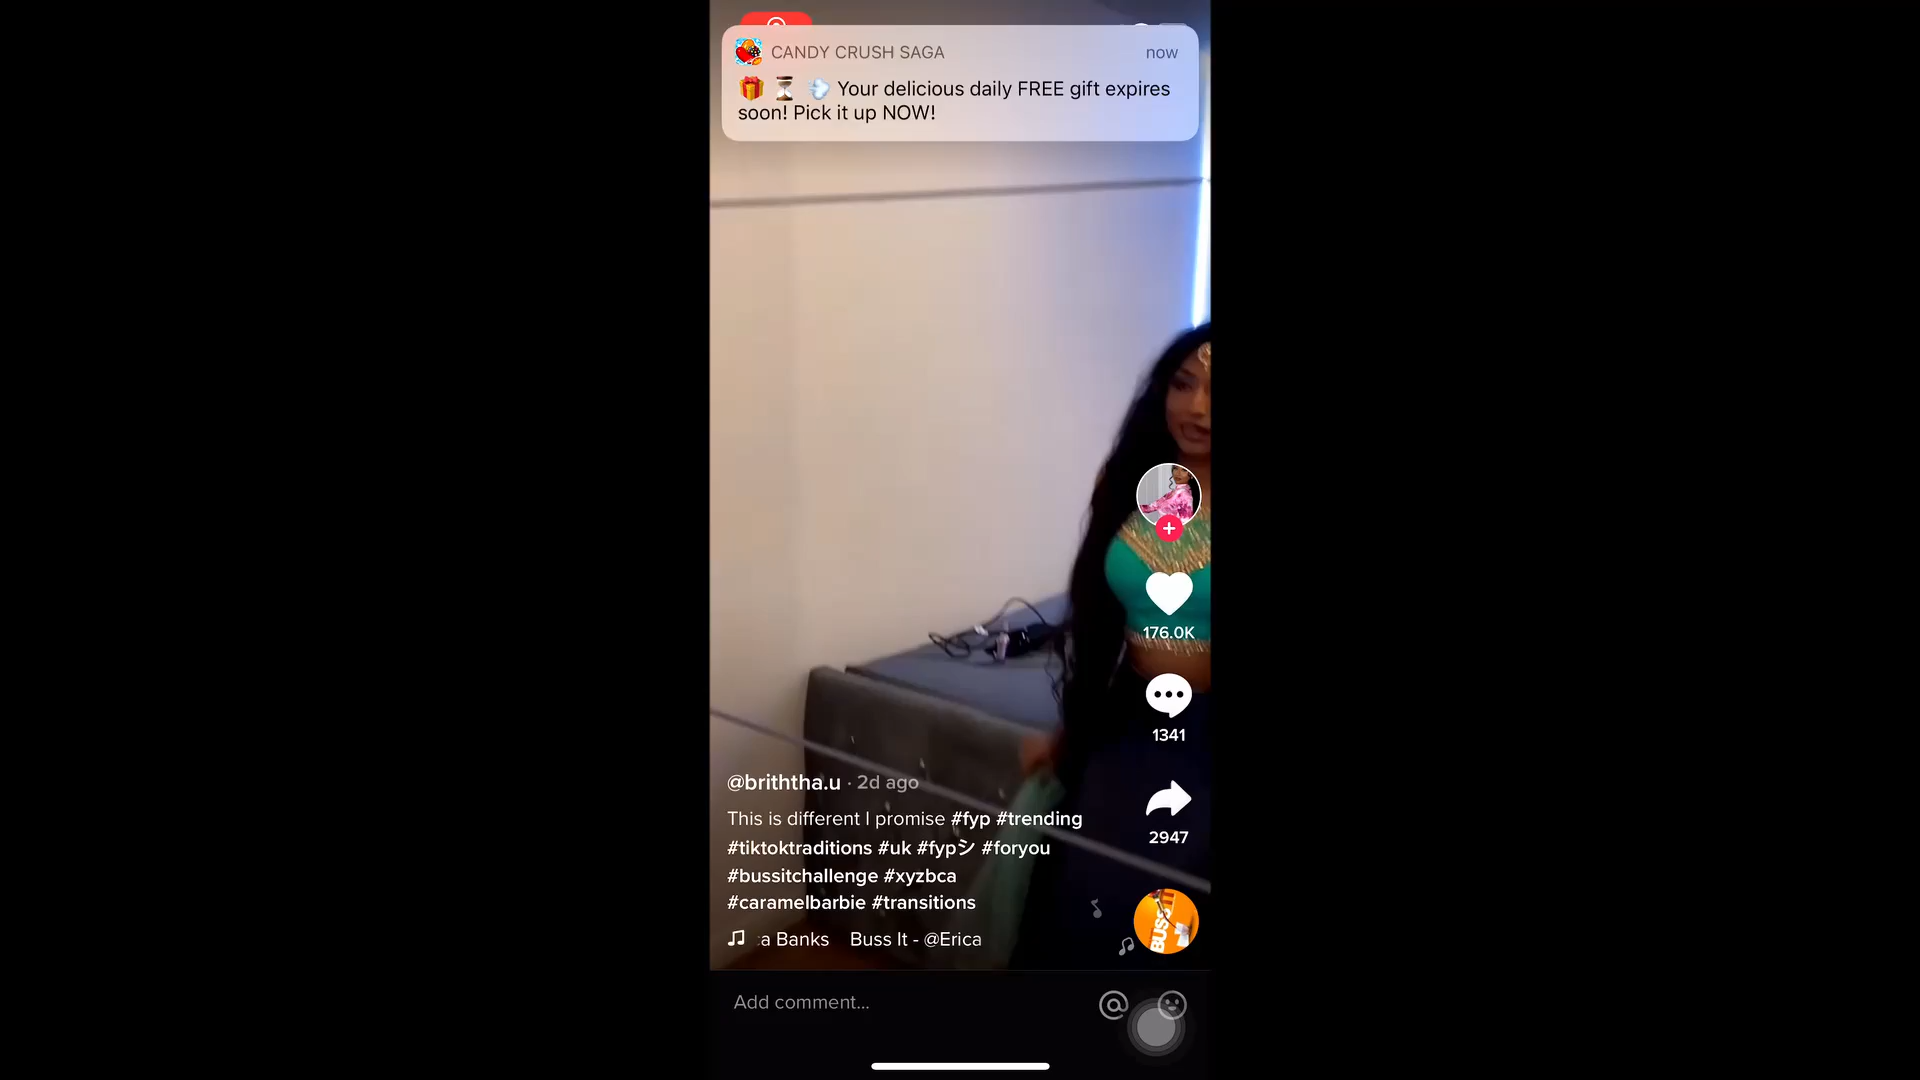 CANDY CRUSH SAGA
now
🎁 ⏳ 💨 Your delicious daily FREE gift expires
soon! Pick it up NOW!
176.0K
1341
@briththa.u · 2d ago
This is different I promise #fyp #trending
#tiktoktraditions #uk #fypシ #foryou
2947
#bussitchallenge #xyzbca
#caramelbarbie #transitions
a Banks Buss It - @Erica
BUSS IT
Add comment...